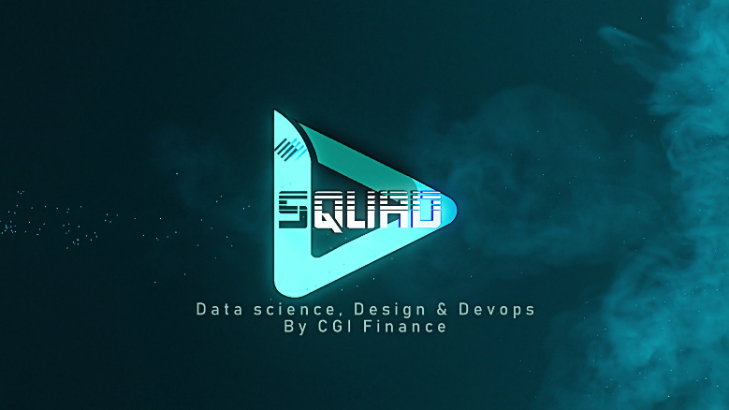 SQUAD
Data science, Design & Devops
By CGI Finance